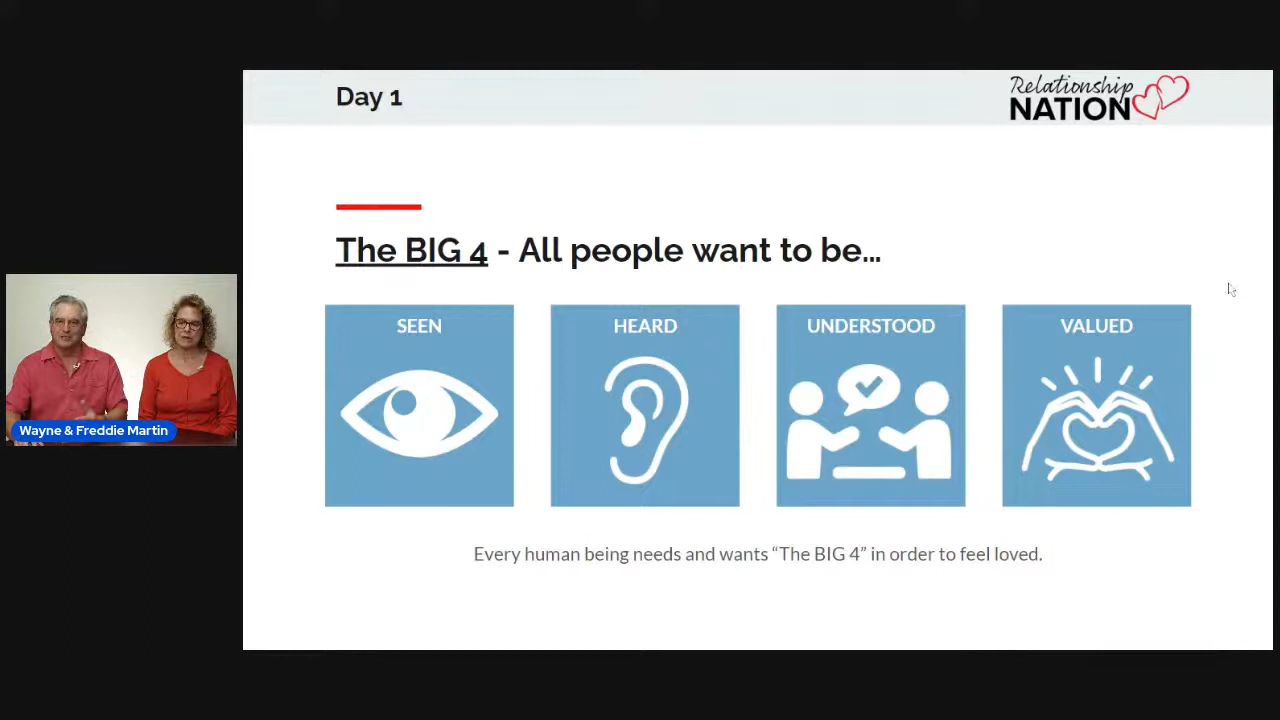 Day 1
Relationship
NATION
The BIG 4 - All people want to be...
SEEN
HEARD
UNDERSTOOD
VALUED
Every human being needs and wants “The BIG 4” in order to feel loved.
Wayne & Freddie Martin